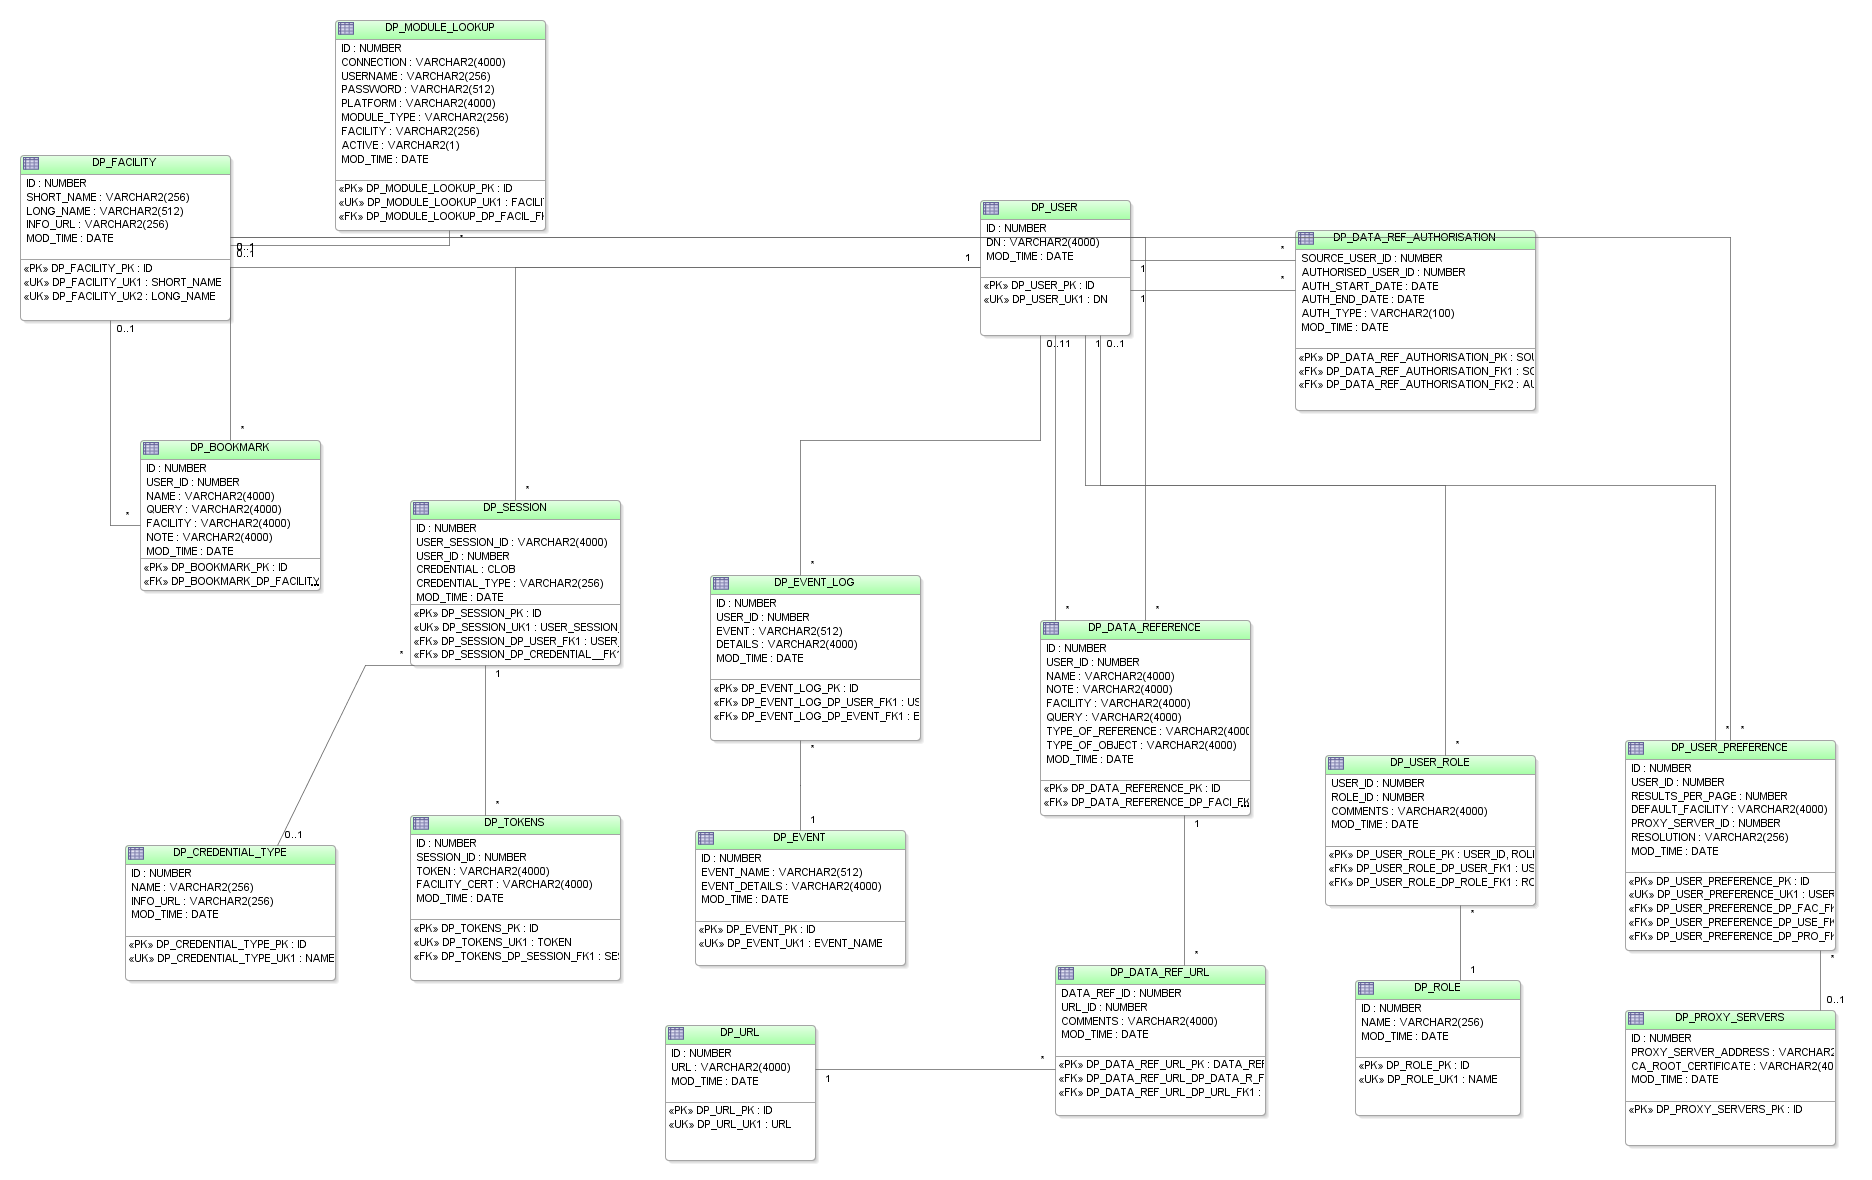 DP_MODULE_LOOKUP
ID : NUMBER
CONNECTION : VARCHAR2(4000)
USERNAME : VARCHAR2(256)
PASSWORD : VARCHAR2(512)
PLATFORM : VARCHAR2(4000)
MODULE_TYPE : VARCHAR2(256)
FACILITY : VARCHAR2(256)
ACTIVE : VARCHAR2(1)
MOD_TIME : DATE
«PK» DP_MODULE_LOOKUP_PK : ID
«UK» DP_MODULE_LOOKUP_UK1 : FACILI
«FK» DP_MODULE_LOOKUP_DP_FACIL_F
*
DP_FACILITY
ID : NUMBER
SHORT_NAME : VARCHAR2(256)
LONG_NAME : VARCHAR2(512)
INFO_URL : VARCHAR2(256)
MOD_TIME : DATE
«PK» DP_FACILITY_PK : ID
«UK» DP_FACILITY_UK1 : SHORT_NAME
«UK» DP_FACILITY_UK2 : LONG_NAME
0..1
0..1
0..1
DP_USER
ID : NUMBER
DN : VARCHAR2(4000)
MOD_TIME : DATE
«PK» DP_USER_PK : ID
«UK» DP_USER_UK1 : DN
1
1
1
0..11
1
0..1
DP_DATA_REF_AUTHORISATION
SOURCE_USER_ID : NUMBER
AUTHORISED_USER_ID : NUMBER
AUTH_START_DATE : DATE
AUTH_END_DATE : DATE
AUTH_TYPE : VARCHAR2(100)
MOD_TIME : DATE
«PK» DP_DATA_REF_AUTHORISATION_PK : SOU
«FK» DP_DATA_REF_AUTHORISATION_FK1 : SO
«FK» DP_DATA_REF_AUTHORISATION_FK2 : AU
*
*
DP_BOOKMARK
ID : NUMBER
USER_ID : NUMBER
NAME : VARCHAR2(4000)
QUERY : VARCHAR2(4000)
FACILITY : VARCHAR2(4000)
NOTE : VARCHAR2(4000)
MOD_TIME : DATE
«PK» DP_BOOKMARK_PK : ID
«FK» DP_BOOKMARK_DP_FACILITY...
*
*
DP_SESSION
ID : NUMBER
USER_SESSION_ID : VARCHAR2(4000)
USER_ID : NUMBER
CREDENTIAL : CLOB
CREDENTIAL_TYPE : VARCHAR2(256)
MOD_TIME : DATE
«PK» DP_SESSION_PK : ID
«UK» DP_SESSION_UK1 : USER_SESSION_
«FK» DP_SESSION_DP_USER_FK1 : USER_
«FK» DP_SESSION_DP_CREDENTIAL__FK
*
*
1
DP_EVENT_LOG
ID : NUMBER
USER_ID : NUMBER
EVENT : VARCHAR2(512)
DETAILS : VARCHAR2(4000)
MOD_TIME : DATE
«PK» DP_EVENT_LOG_PK : ID
«FK» DP_EVENT_LOG_DP_USER_FK1 : US
«FK» DP_EVENT_LOG_DP_EVENT_FK1 : E
*
*
DP_DATA_REFERENCE
ID : NUMBER
USER_ID : NUMBER
NAME : VARCHAR2(4000)
NOTE : VARCHAR2(4000)
FACILITY : VARCHAR2(4000)
QUERY : VARCHAR2(4000)
TYPE_OF_REFERENCE : VARCHAR2(4000
TYPE_OF_OBJECT : VARCHAR2(4000)
MOD_TIME : DATE
«PK» DP_DATA_REFERENCE_PK : ID
«FK» DP_DATA_REFERENCE_DP_FACI_FK...
*
*
1
DP_USER_ROLE
USER_ID : NUMBER
ROLE_ID : NUMBER
COMMENTS : VARCHAR2(4000)
MOD_TIME : DATE
«PK» DP_USER_ROLE_PK : USER_ID, ROLE
«FK» DP_USER_ROLE_DP_USER_FK1 : US
«FK» DP_USER_ROLE_DP_ROLE_FK1 : RO
*
*
DP_USER_PREFERENCE
ID : NUMBER
USER_ID : NUMBER
RESULTS_PER_PAGE : NUMBER
DEFAULT_FACILITY : VARCHAR2(4000)
PROXY_SERVER_ID : NUMBER
RESOLUTION : VARCHAR2(256)
MOD_TIME : DATE
«PK» DP_USER_PREFERENCE_PK : ID
«UK» DP_USER_PREFERENCE_UK1 : USER
«FK» DP_USER_PREFERENCE_DP_FAC_FK
«FK» DP_USER_PREFERENCE_DP_USE_FK
«FK» DP_USER_PREFERENCE_DP_PRO_FK
*
*
*
DP_CREDENTIAL_TYPE
ID : NUMBER
NAME : VARCHAR2(256)
INFO_URL : VARCHAR2(256)
MOD_TIME : DATE
«PK» DP_CREDENTIAL_TYPE_PK : ID
«UK» DP_CREDENTIAL_TYPE_UK1 : NAME
0..1
DP_TOKENS
ID : NUMBER
SESSION_ID : NUMBER
TOKEN : VARCHAR2(4000)
FACILITY_CERT : VARCHAR2(4000)
MOD_TIME : DATE
«PK» DP_TOKENS_PK : ID
«UK» DP_TOKENS_UK1 : TOKEN
«FK» DP_TOKENS_DP_SESSION_FK1 : SES
*
DP_EVENT
ID : NUMBER
EVENT_NAME : VARCHAR2(512)
EVENT_DETAILS : VARCHAR2(4000)
MOD_TIME : DATE
«PK» DP_EVENT_PK : ID
«UK» DP_EVENT_UK1 : EVENT_NAME
1
DP_DATA_REF_URL
DATA_REF_ID : NUMBER
URL_ID : NUMBER
COMMENTS : VARCHAR2(4000)
MOD_TIME : DATE
«PK» DP_DATA_REF_URL_PK : DATA_REF
«FK» DP_DATA_REF_URL_DP_DATA_R_F
«FK» DP_DATA_REF_URL_DP_URL_FK1 :
*
*
DP_URL
ID : NUMBER
URL : VARCHAR2(4000)
MOD_TIME : DATE
«PK» DP_URL_PK : ID
«UK» DP_URL_UK1 : URL
1
DP_ROLE
ID : NUMBER
NAME : VARCHAR2(256)
MOD_TIME : DATE
«PK» DP_ROLE_PK : ID
«UK» DP_ROLE_UK1 : NAME
1
DP_PROXY_SERVERS
ID : NUMBER
PROXY_SERVER_ADDRESS : VARCHAR2
CA_ROOT_CERTIFICATE : VARCHAR2(40
MOD_TIME : DATE
«PK» DP_PROXY_SERVERS_PK : ID
0..1